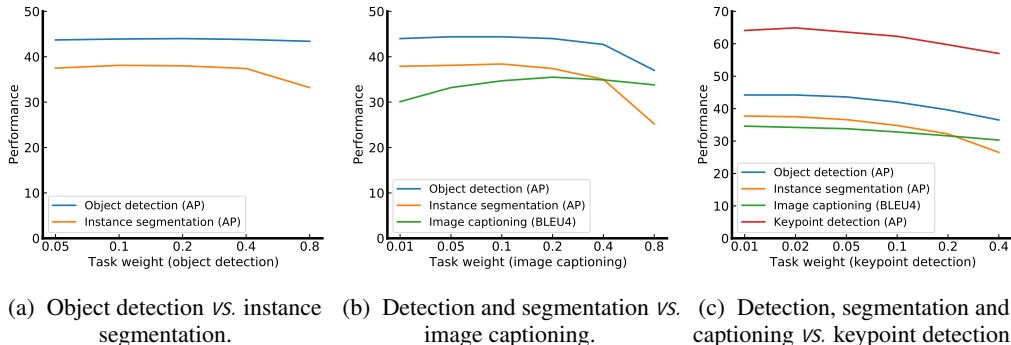 50
40
30
20
10
0
Performance
Object detection (AP)
Instance segmentation (AP)
0.05 0.1 0.2 0.4 0.8
Task weight (object detection)
(a) Object detection vs. instance
segmentation.
50
40
30
20
10
0
Performance
Object detection (AP)
Instance segmentation (AP)
Image captioning (BLEU4)
0.01 0.05 0.1 0.2 0.4 0.8
Task weight (image captioning)
(b) Detection and segmentation vs.
image captioning.
70
60
50
40
30
20
10
0
Performance
Object detection (AP)
Instance segmentation (AP)
Image captioning (BLEU4)
Keypoint detection (AP)
0.01 0.02 0.05 0.1 0.2 0.4
Task weight (keypoint detection)
(c) Detection, segmentation and
captioning vs. keypoint detection